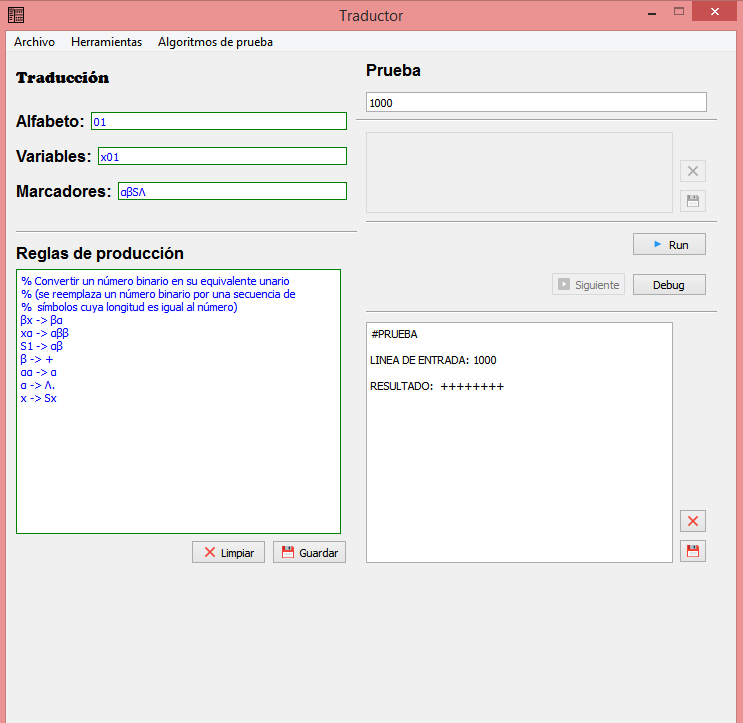 Traductor
Archivo Herramientas Algoritmos de prueba
Traducción
Alfabeto: 01
Variables: x01
Marcadores: αβSΛ
Reglas de producción
% Convertir un número binario en su equivalente unario
% (se reemplaza un número binario por una secuencia de
% símbolos cuya longitud es igual al número)
βx -> βα
xα -> αββ
S1 -> αβ
β -> +
αα -> α
α -> Λ.
x -> Sx
Limpiar Guardar
Prueba
1000
Run
Siguiente Debug
#PRUEBA
LINEA DE ENTRADA: 1000
RESULTADO: ++++++++